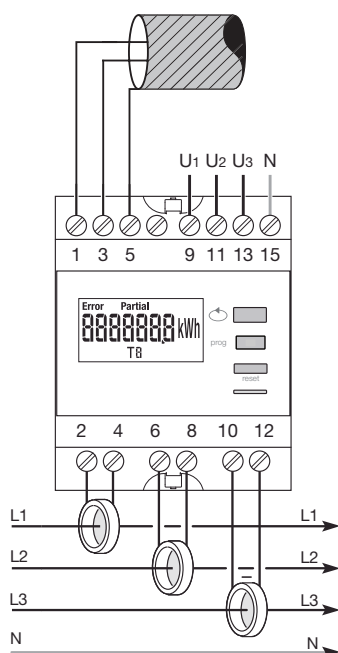 U1 U2 U3 N
1 3 5 9 11 13 15
Error Partial
8888888 kWh
T8
prog
reset
2 4 6 8 10 12
L1 L1
L2 L2
L3 L3
N N